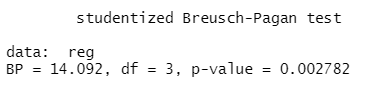 studentized Breusch-Pagan test
data: reg
BP = 14.092, df = 3, p-value = 0.002782